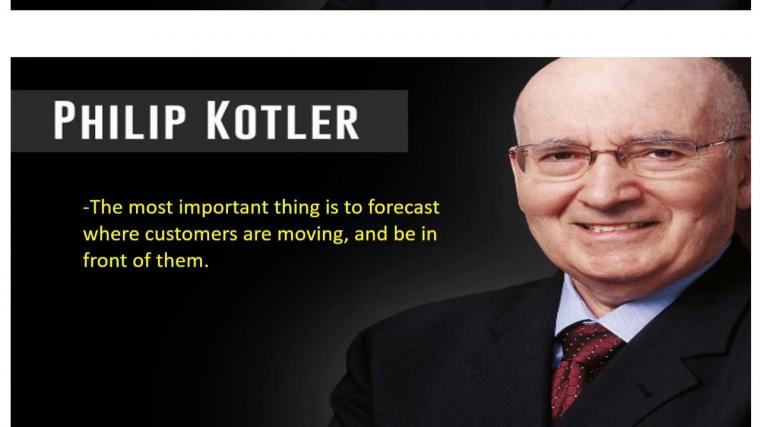 PHILIP KOTLER
-The most important thing is to forecast
where customers are moving, and be in
front of them.